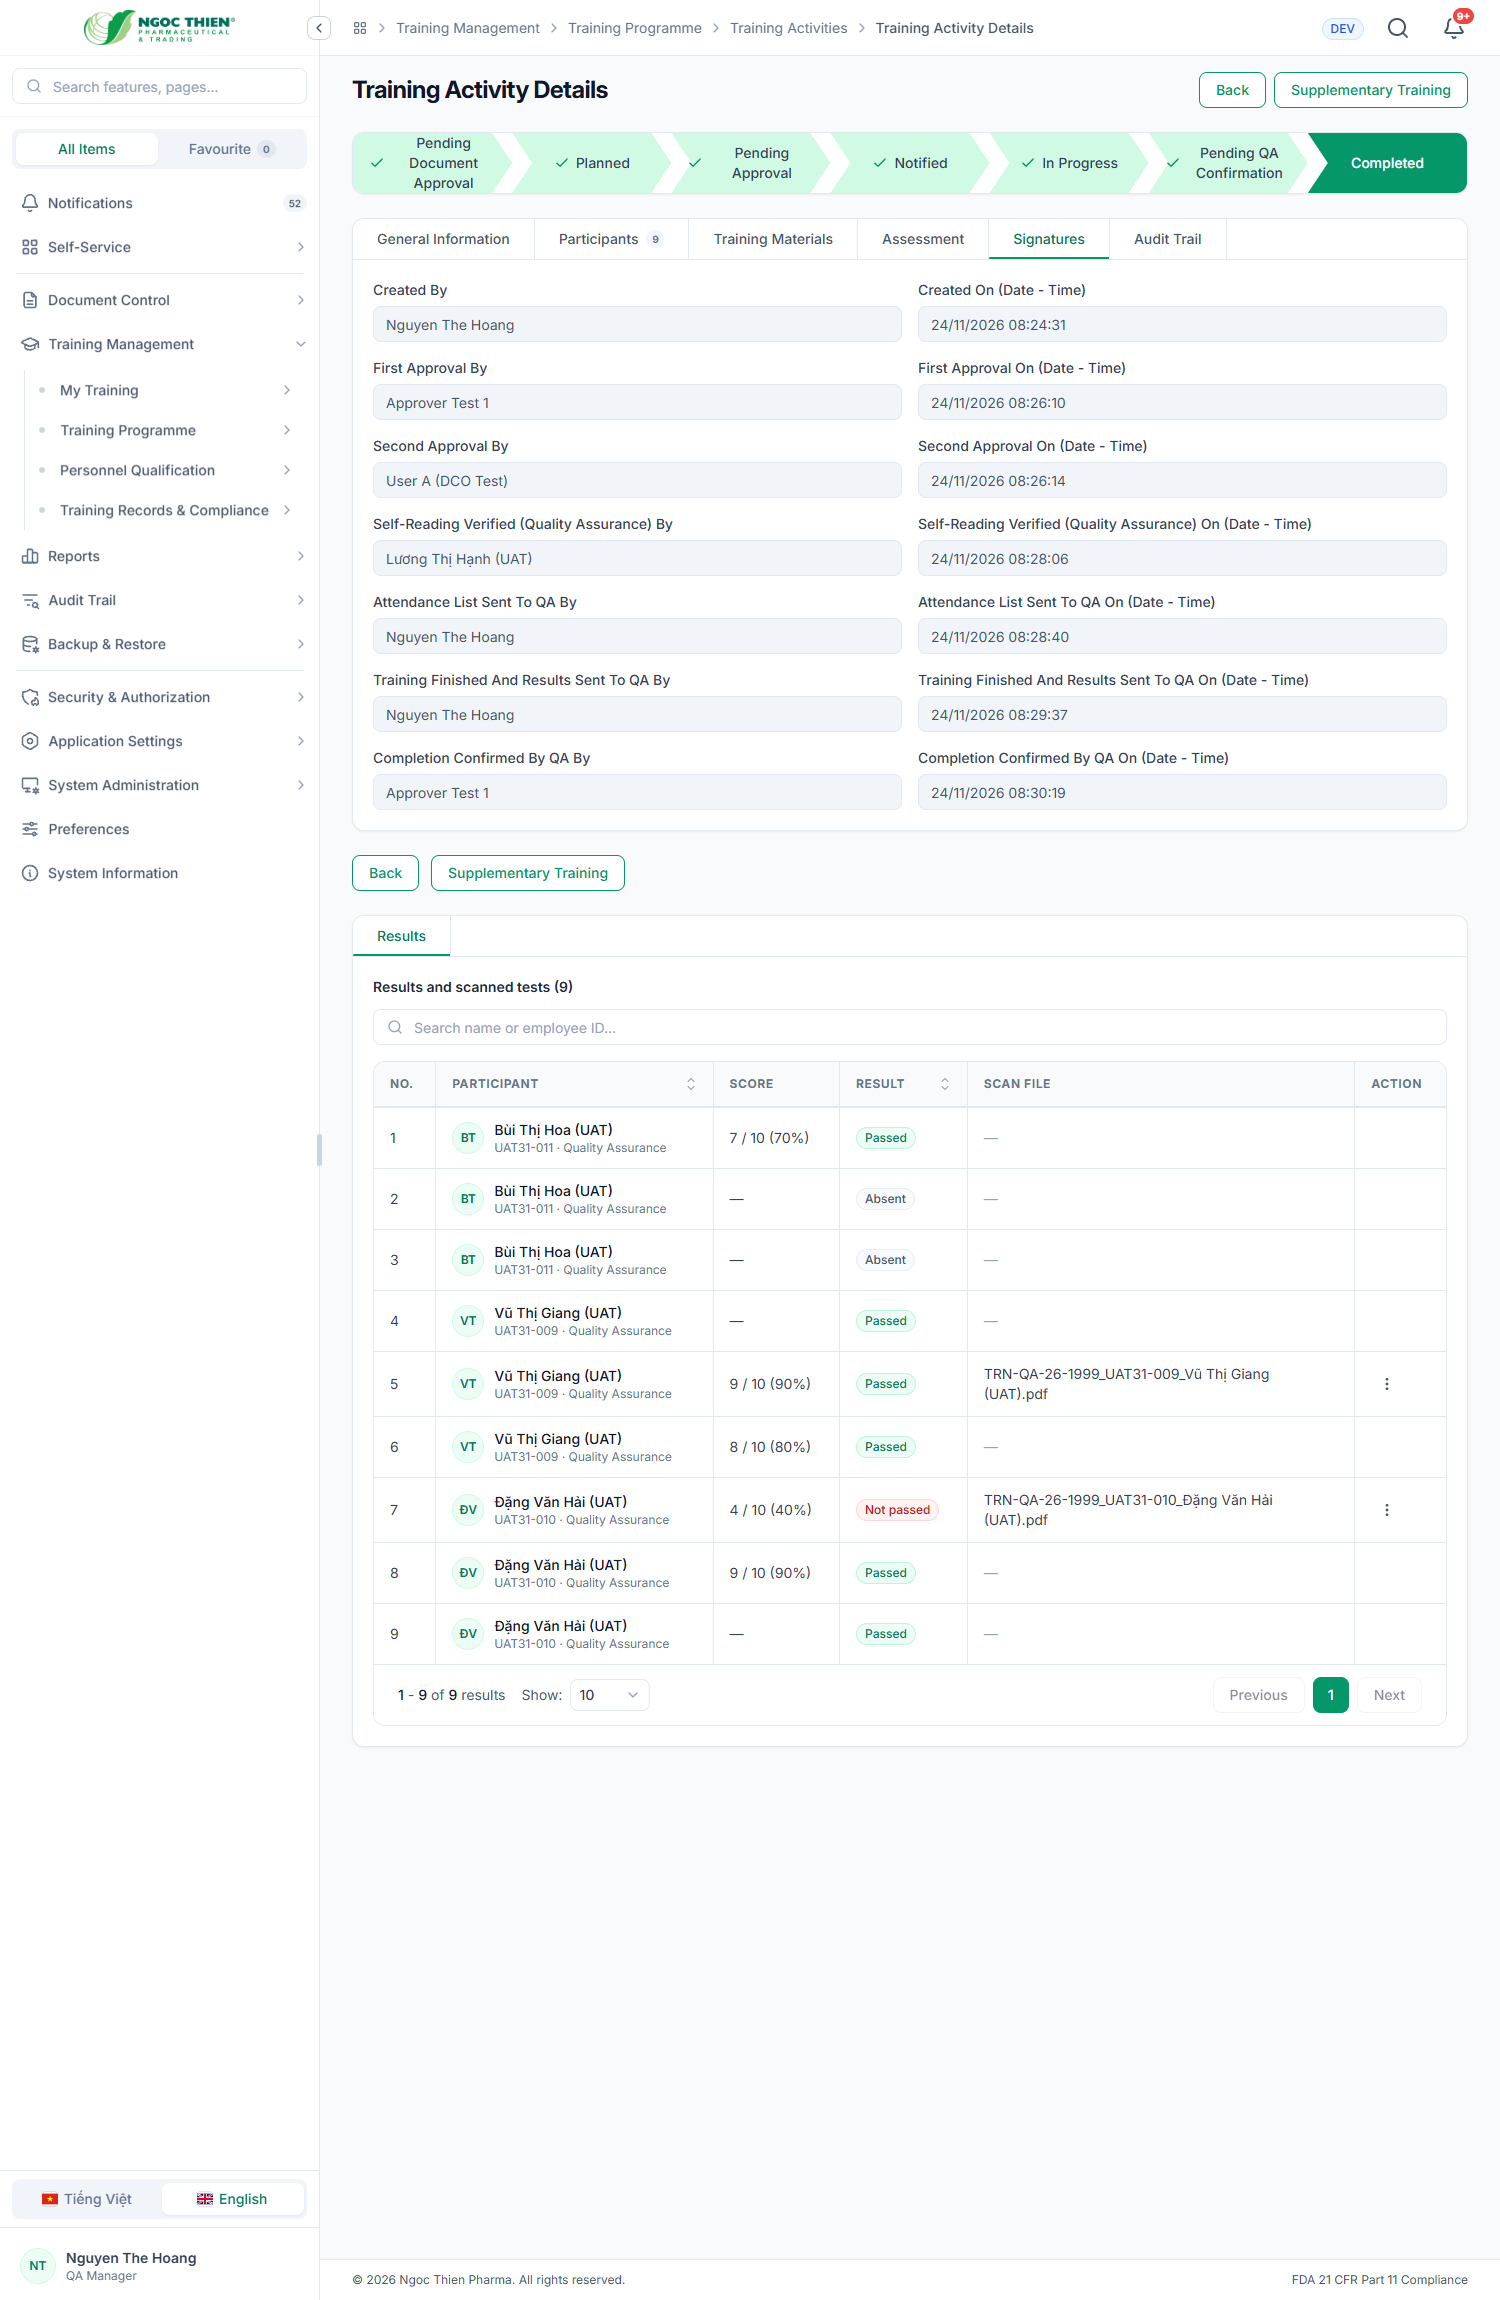 NGOC THIEN®
PHARMACEUTICAL
& TRADING
Search features, pages...
All Items
Favourite 0
Notifications 52
Self-Service
Document Control
Training Management
My Training
Training Programme
Personnel Qualification
Training Records & Compliance
Reports
Audit Trail
Backup & Restore
Security & Authorization
Application Settings
System Administration
Preferences
System Information
Tiếng Việt
English
NT
Nguyen The Hoang
QA Manager
Training Management
Training Programme
Training Activities
Training Activity Details
DEV
9+
Training Activity Details
Back
Supplementary Training
Pending
Document
Approval
Planned
Pending
Approval
Notified
In Progress
Pending QA
Confirmation
Completed
General Information
Participants 9
Training Materials
Assessment
Signatures
Audit Trail
Created By
Created On (Date - Time)
Nguyen The Hoang
24/11/2026 08:24:31
First Approval By
First Approval On (Date - Time)
Approver Test 1
24/11/2026 08:26:10
Second Approval By
Second Approval On (Date - Time)
User A (DCO Test)
24/11/2026 08:26:14
Self-Reading Verified (Quality Assurance) By
Self-Reading Verified (Quality Assurance) On (Date - Time)
Lương Thị Hạnh (UAT)
24/11/2026 08:28:06
Attendance List Sent To QA By
Attendance List Sent To QA On (Date - Time)
Nguyen The Hoang
24/11/2026 08:28:40
Training Finished And Results Sent To QA By
Training Finished And Results Sent To QA On (Date - Time)
Nguyen The Hoang
24/11/2026 08:29:37
Completion Confirmed By QA By
Completion Confirmed By QA On (Date - Time)
Approver Test 1
24/11/2026 08:30:19
Back
Supplementary Training
Results
Results and scanned tests (9)
Search name or employee ID...
NO. PARTICIPANT SCORE RESULT SCAN FILE ACTION
1 BT Bùi Thị Hoa (UAT) 7 / 10 (70%) Passed —
UAT31-011 · Quality Assurance
2 BT Bùi Thị Hoa (UAT) — Absent —
UAT31-011 · Quality Assurance
3 BT Bùi Thị Hoa (UAT) — Absent —
UAT31-011 · Quality Assurance
4 VT Vũ Thị Giang (UAT) — Passed —
UAT31-009 · Quality Assurance
5 VT Vũ Thị Giang (UAT) 9 / 10 (90%) Passed TRN-QA-26-1999_UAT31-009_Vũ Thị Giang
UAT31-009 · Quality Assurance (UAT).pdf
6 VT Vũ Thị Giang (UAT) 8 / 10 (80%) Passed —
UAT31-009 · Quality Assurance
7 ĐV Đặng Văn Hải (UAT) 4 / 10 (40%) Not passed TRN-QA-26-1999_UAT31-010_Đặng Văn Hải
UAT31-010 · Quality Assurance (UAT).pdf
8 ĐV Đặng Văn Hải (UAT) 9 / 10 (90%) Passed —
UAT31-010 · Quality Assurance
9 ĐV Đặng Văn Hải (UAT) — Passed —
UAT31-010 · Quality Assurance
1 - 9 of 9 results Show: 10
Previous 1 Next
© 2026 Ngoc Thien Pharma. All rights reserved.
FDA 21 CFR Part 11 Compliance